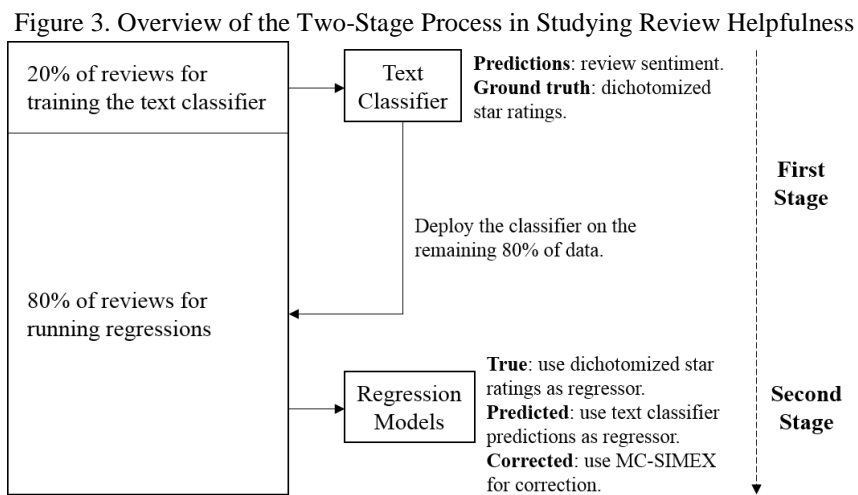 Figure 3. Overview of the Two-Stage Process in Studying Review Helpfulness
20% of reviews for
training the text classifier
Text
Classifier
Predictions: review sentiment.
Ground truth: dichotomized
star ratings.
First
Stage
Deploy the classifier on the
remaining 80% of data.
80% of reviews for
running regressions
Regression
Models
True: use dichotomized star
ratings as regressor.
Predicted: use text classifier
predictions as regressor.
Corrected: use MC-SIMEX
for correction.
Second
Stage